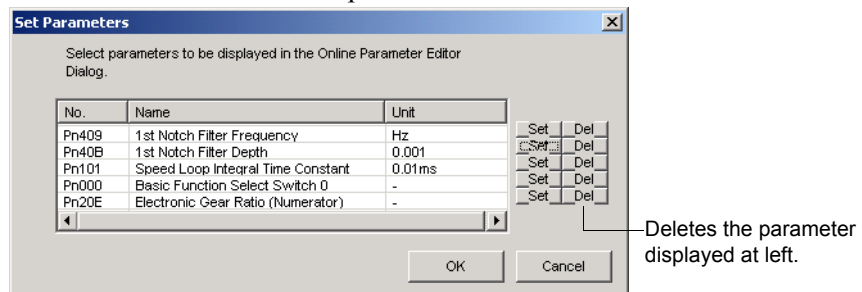 Set Parameters
Select parameters to be displayed in the Online Parameter Editor
Dialog.
No. Name Unit
Pn409 1st Notch Filter Frequency Hz Set Del
Pn40B 1st Notch Filter Depth 0.001 Set Del
Pn101 Speed Loop Integral Time Constant 0.01ms Set Del
Pn000 Basic Function Select Switch 0 - Set Del
Pn20E Electronic Gear Ratio (Numerator) - Set Del
Deletes the parameter
displayed at left.
OK Cancel